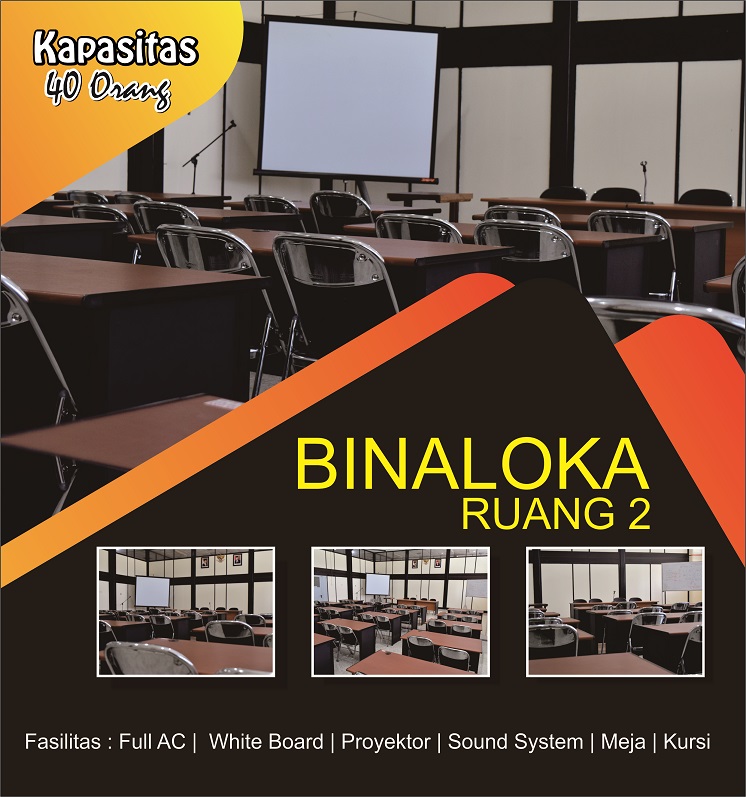 Kapasitas
40 Orang
BINALOKA
RUANG 2
Fasilitas : Full AC | White Board | Proyektor | Sound System | Meja | Kursi